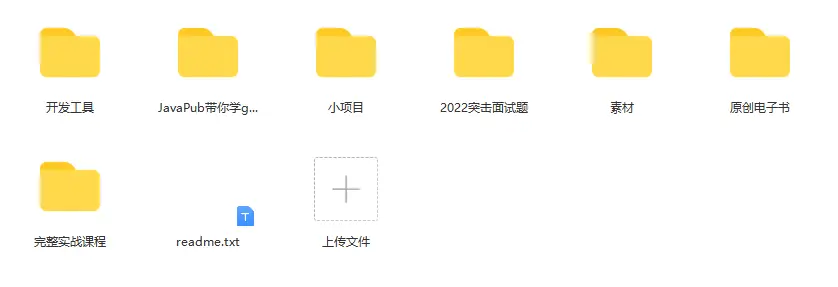 开发工具
JavaPub带你学g...
小项目
2022突击面试题
素材
原创电子书
完整实战课程
T
readme.txt
上传文件